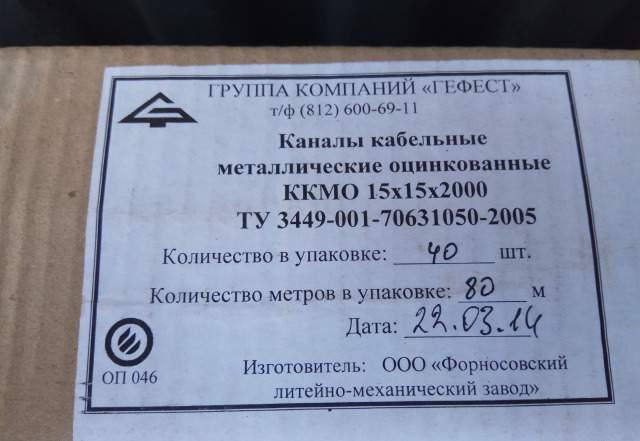 ГРУППА КОМПАНИЙ «ГЕФЕСТ»
т/ф (812) 600-69-11
Каналы кабельные
металлические оцинкованные
ККМО 15х15х2000
ТУ 3449-001-70631050-2005
Количество в упаковке: 40 шт.
Количество метров в упаковке: 80 м
Дата: 22.03.14
ОП 046
Изготовитель: ООО «Форносовский
литейно-механический завод»